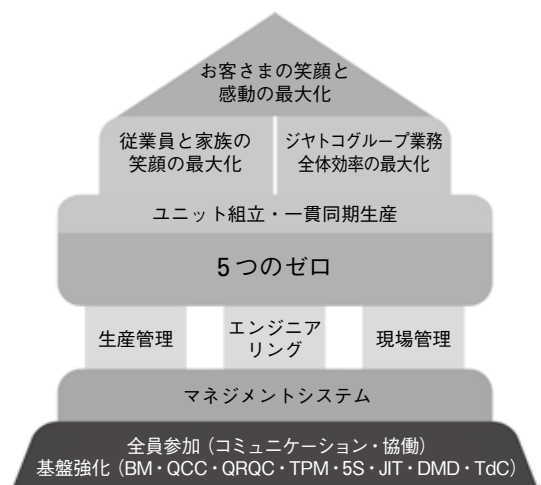 お客さまの笑顔と
感動の最大化
従業員と家族の
笑顔の最大化
ジヤトコグループ業務
全体効率の最大化
ユニット組立・一貫同期生産
5つのゼロ
生産管理
エンジニア
リング
現場管理
マネジメントシステム
全員参加（コミュニケーション・協働）
基盤強化（BM・QCC・QRQC・TPM・5S・JIT・DMD・TdC）